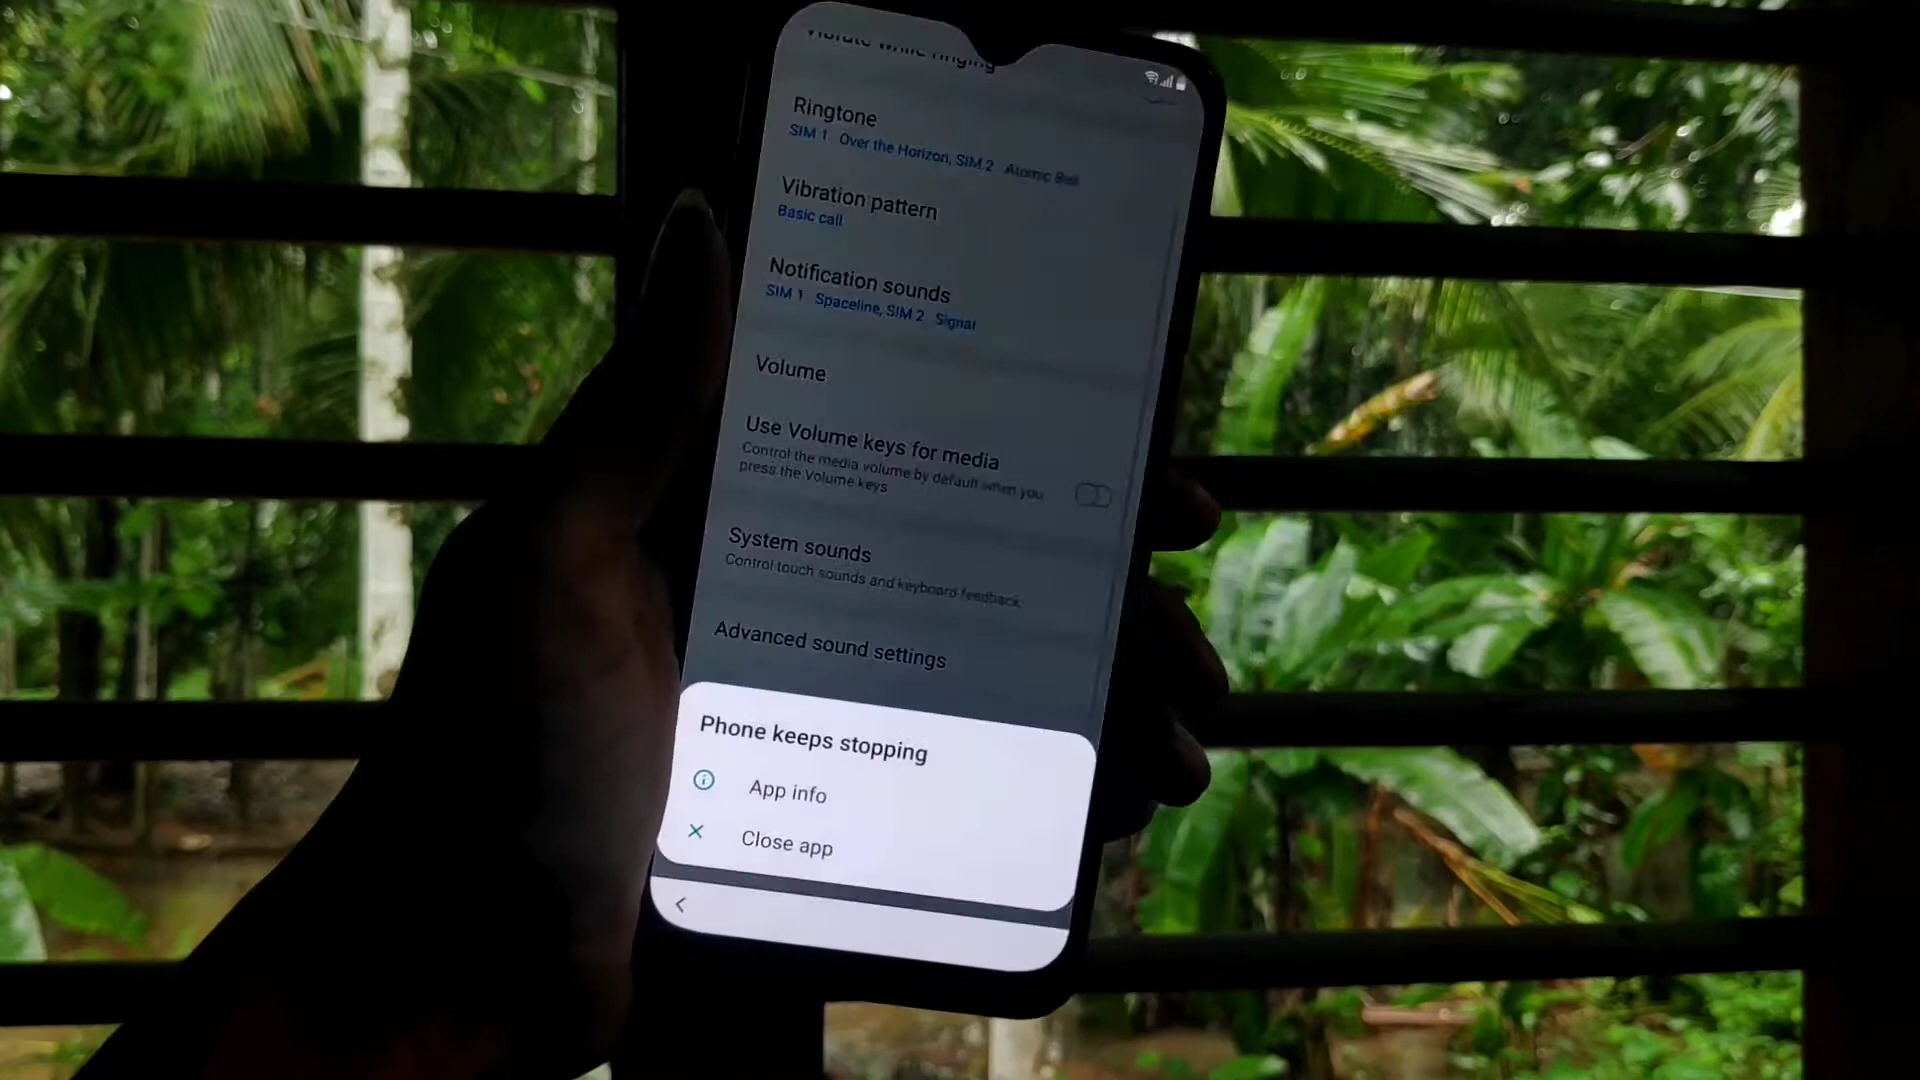 Vibrate while ringing
Ringtone
SIM 1 Over the Horizon, SIM 2 Atomic Bell
Vibration pattern
Basic call
Notification sounds
SIM 1 Spaceline, SIM 2 Signal
Volume
Use Volume keys for media
Control the media volume by default when you
press the Volume keys
System sounds
Control touch sounds and keyboard feedback.
Advanced sound settings
Phone keeps stopping
App info
Close app